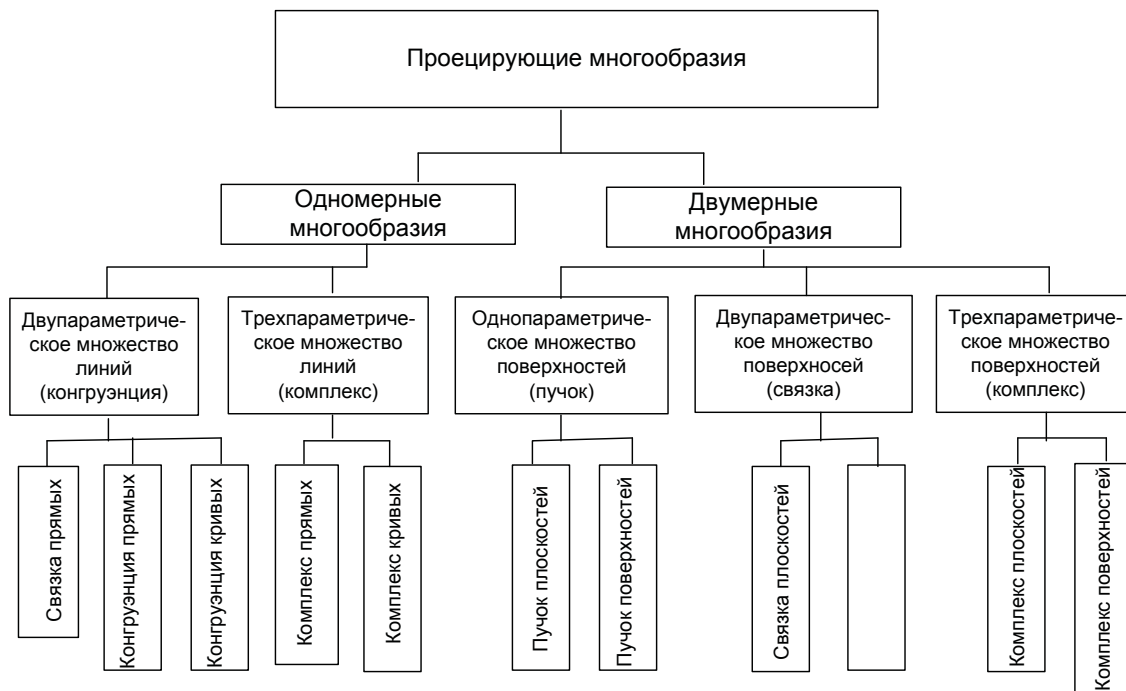 Проецирующие многообразия
Одномерные
многообразия
Двумерные
многообразия
Двупараметриче-
ское множество
линий
(конгруэнция)
Трехпараметриче-
ское множество
линий
(комплекс)
Однопараметриче-
ское множество
поверхностей
(пучок)
Двупараметричес-
кое множество
поверхносей
(связка)
Трехпараметриче-
ское множество
поверхностей
(комплекс)
Связка прямых
Конгруэнция прямых
Конгруэнция кривых
Комплекс прямых
Комплекс кривых
Пучок плоскостей
Пучок поверхностей
Связка плоскостей
Комплекс плоскостей
Комплекс поверхностей